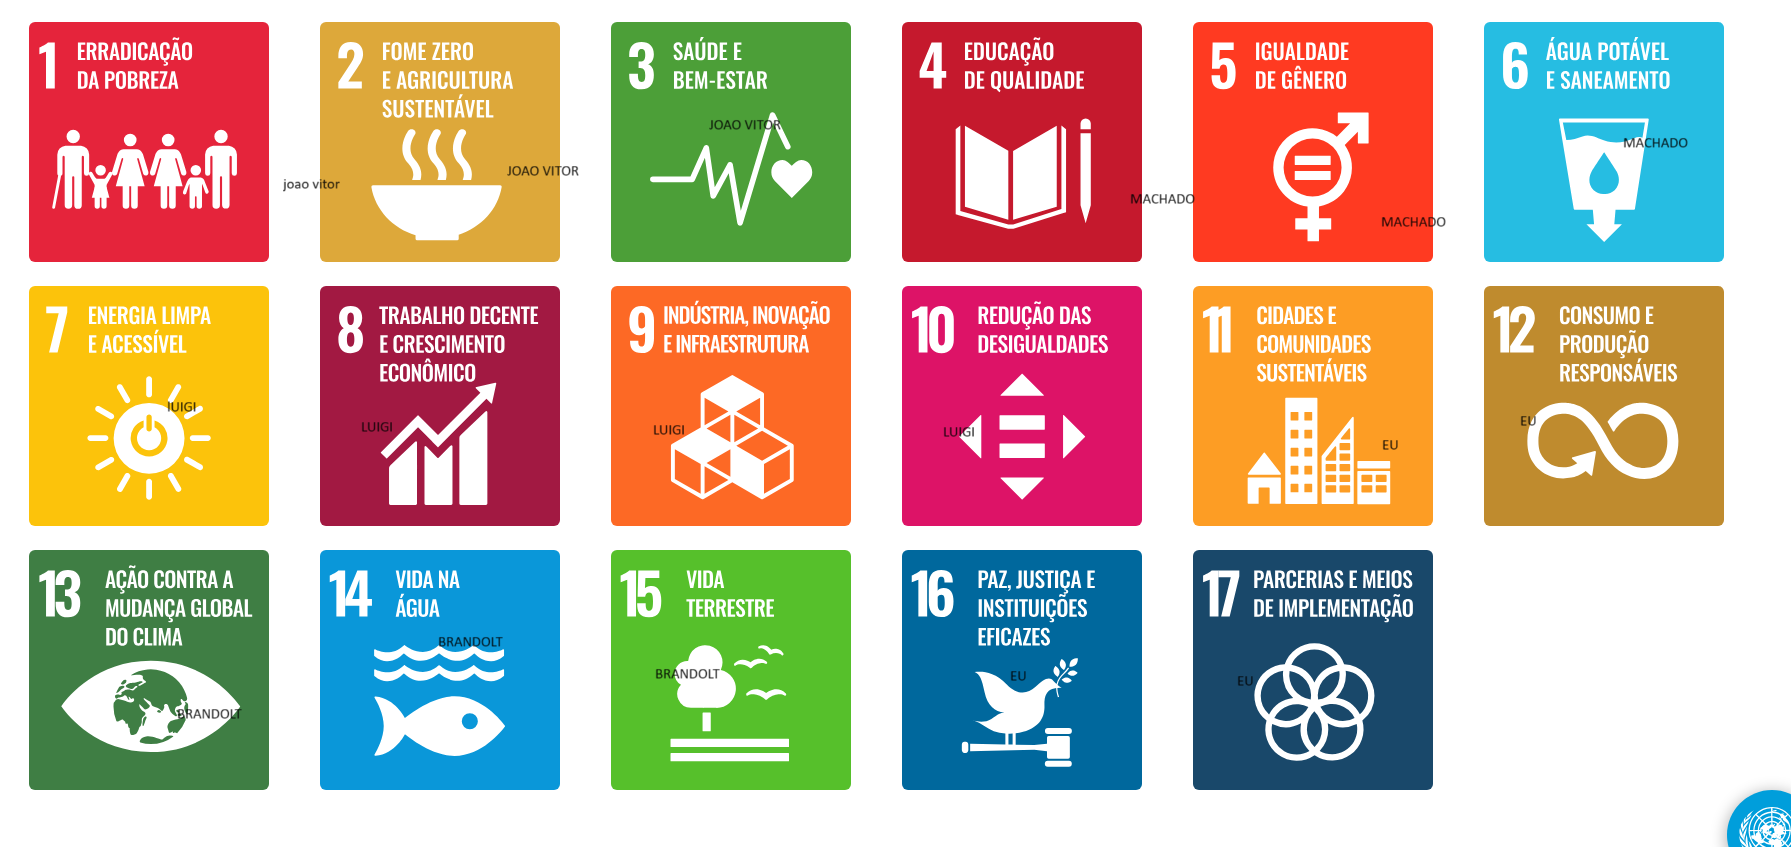 1 ERRADICAÇÃO
DA POBREZA
joao vitor
2 FOME ZERO
E AGRICULTURA
SUSTENTÁVEL
JOAO VITOR
3 SAÚDE E
BEM-ESTAR
JOAO VITOR
4 EDUCAÇÃO
DE QUALIDADE
MACHADO
5 IGUALDADE
DE GÊNERO
MACHADO
6 ÁGUA POTÁVEL
E SANEAMENTO
MACHADO
7 ENERGIA LIMPA
E ACESSÍVEL
lUIGI
8 TRABALHO DECENTE
E CRESCIMENTO
ECONÔMICO
LUIGI
9 INDÚSTRIA, INOVAÇÃO
E INFRAESTRUTURA
LUIGI
10 REDUÇÃO DAS
DESIGUALDADES
LUIGI
11 CIDADES E
COMUNIDADES
SUSTENTÁVEIS
EU
12 CONSUMO E
PRODUÇÃO
RESPONSÁVEIS
EU
13 AÇÃO CONTRA A
MUDANÇA GLOBAL
DO CLIMA
BRANDOLT
14 VIDA NA
ÁGUA
BRANDOLT
15 VIDA
TERRESTRE
BRANDOLT
16 PAZ, JUSTIÇA E
INSTITUIÇÕES
EFICAZES
EU
17 PARCERIAS E MEIOS
DE IMPLEMENTAÇÃO
EU